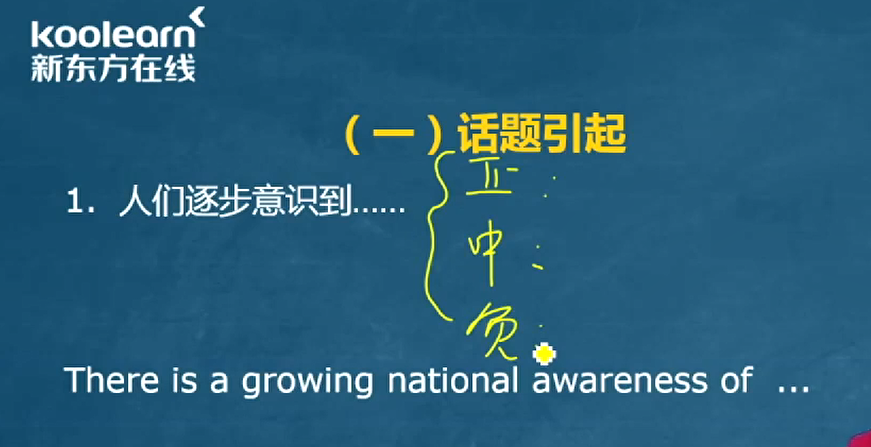 koolearn
新东方在线
（一）话题引起
1. 人们逐步意识到......
正：
中：
负：
There is a growing national awareness of ...